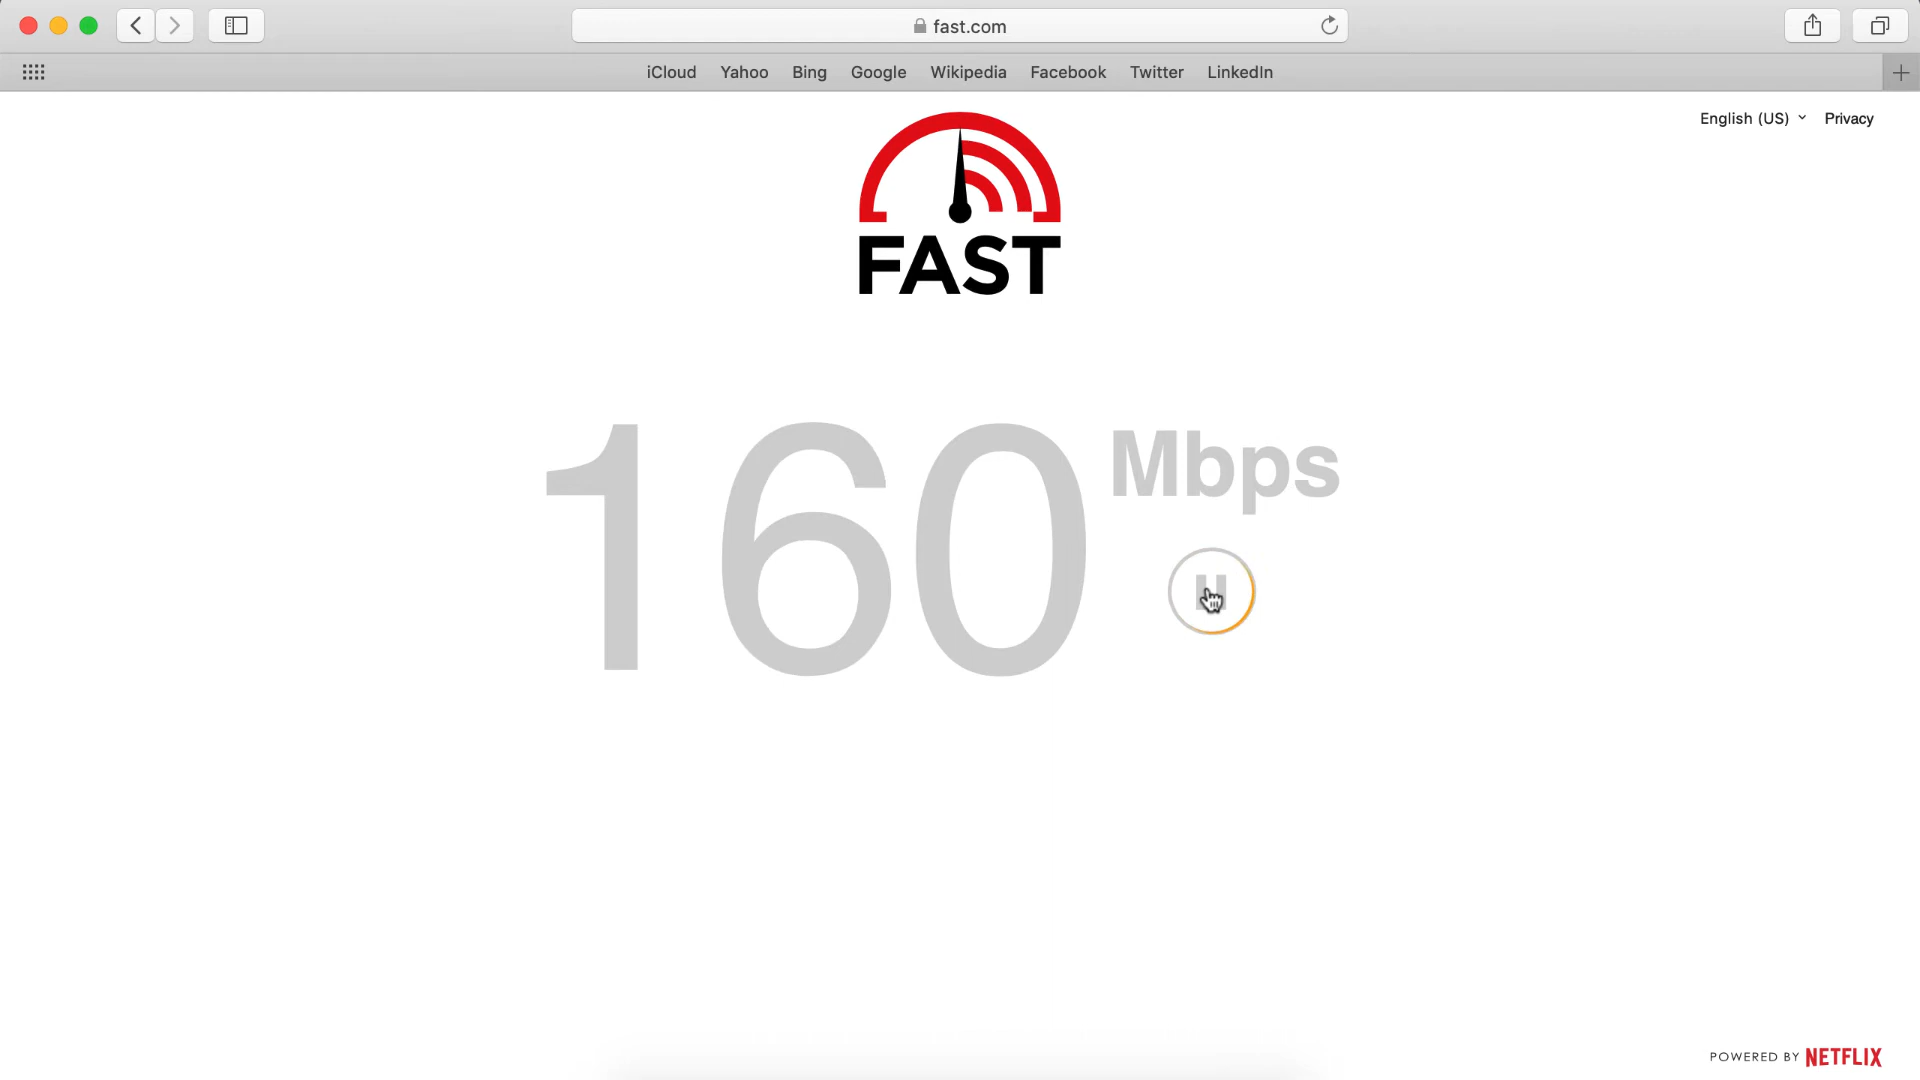 fast.com
iCloud Yahoo Bing Google Wikipedia Facebook Twitter LinkedIn
English (US) Privacy
FAST
160 Mbps
POWERED BY NETFLIX